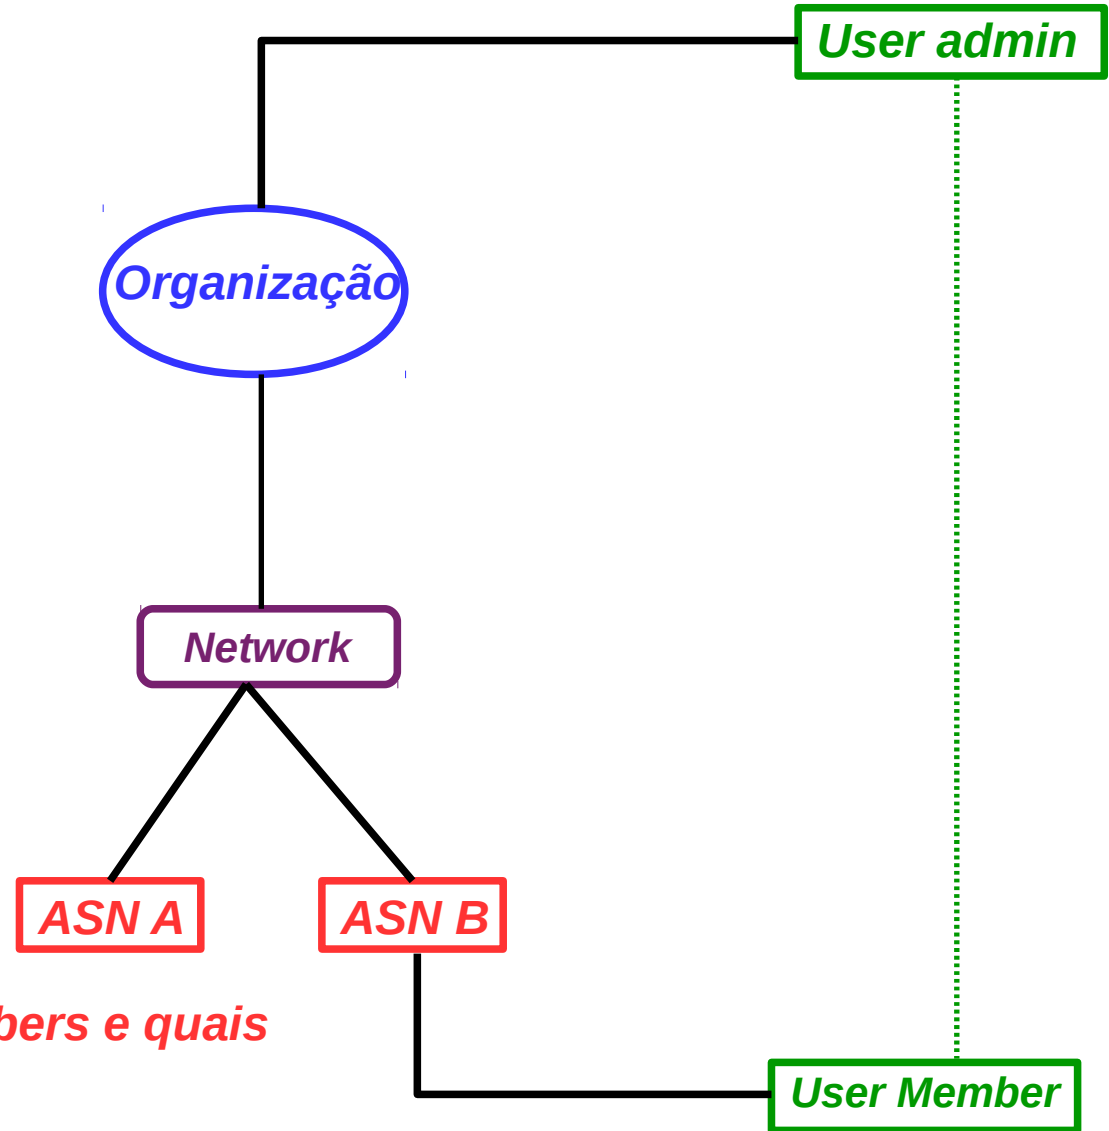 User admin
Organização
Network
ASN A
ASN B
bers e quais
User Member